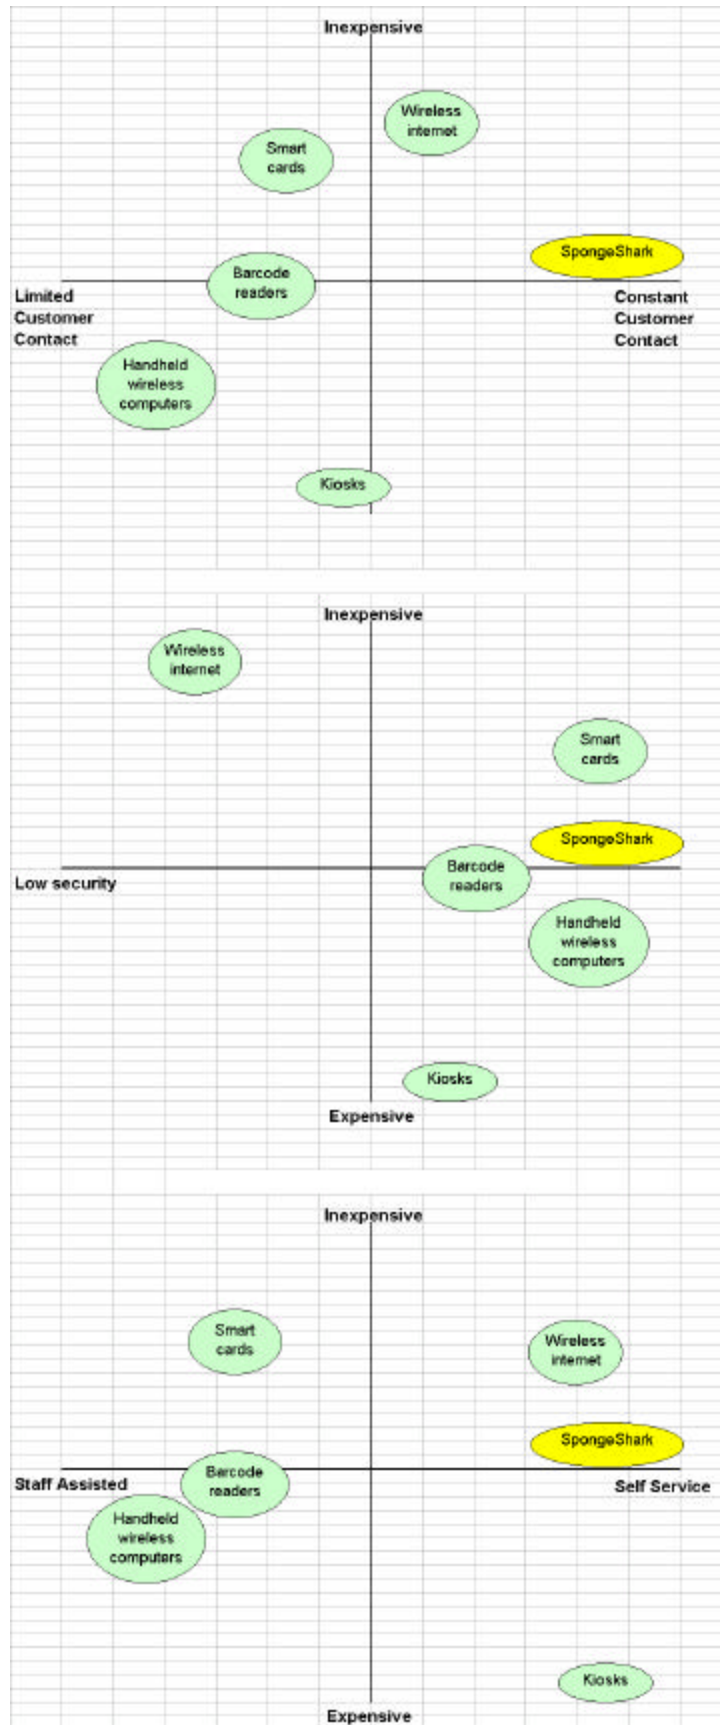 Inexpensive
Wireless
internet
Smart
cards
SpongeShark
Barcode
readers
Limited
Customer
Contact
Constant
Customer
Contact
Handheld
wireless
computers
Kiosks
Inexpensive
Wireless
internet
Smart
cards
SpongeShark
Barcode
readers
Low security
Handheld
wireless
computers
Kiosks
Expensive
Inexpensive
Smart
cards
Wireless
internet
SpongeShark
Staff Assisted
Barcode
readers
Self Service
Handheld
wireless
computers
Kiosks
Expensive